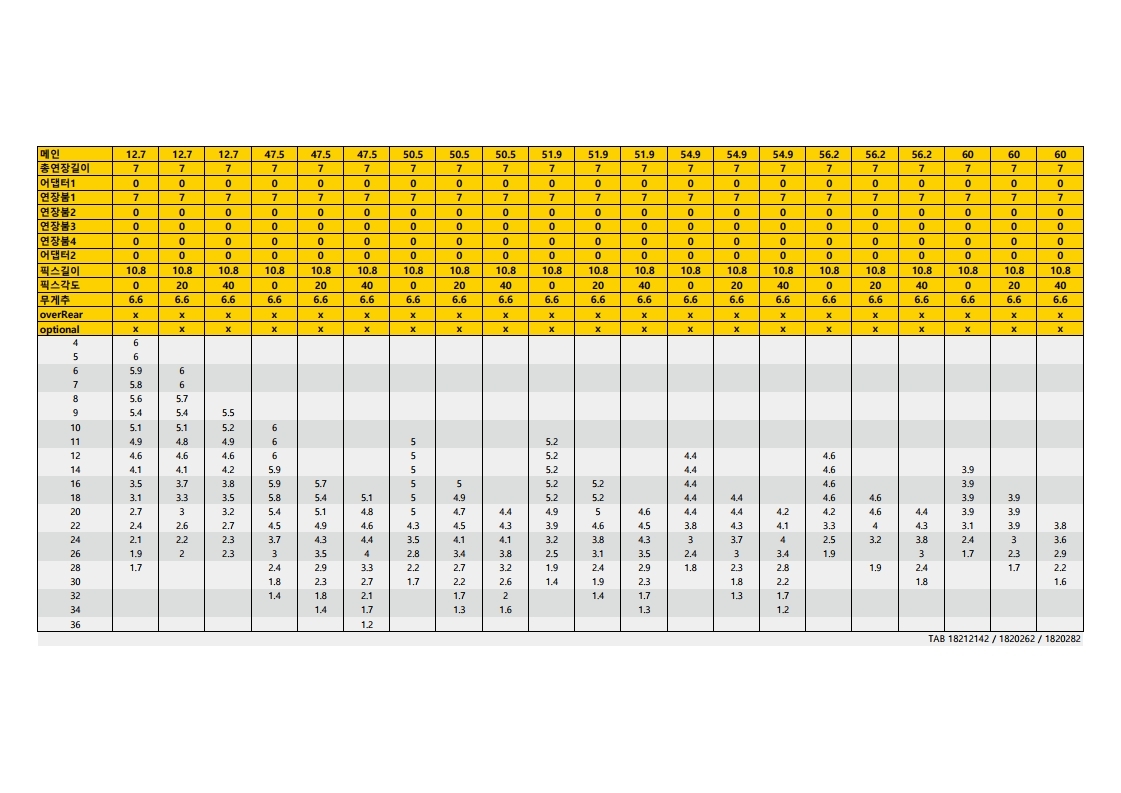 메인 12.7 12.7 12.7 47.5 47.5 47.5 50.5 50.5 50.5 51.9 51.9 51.9 54.9 54.9 54.9 56.2 56.2 56.2 60 60 60
총연장길이 7 7 7 7 7 7 7 7 7 7 7 7 7 7 7 7 7 7 7 7 7
어댑터1 0 0 0 0 0 0 0 0 0 0 0 0 0 0 0 0 0 0 0 0 0
연장붐1 7 7 7 7 7 7 7 7 7 7 7 7 7 7 7 7 7 7 7 7 7
연장붐2 0 0 0 0 0 0 0 0 0 0 0 0 0 0 0 0 0 0 0 0 0
연장붐3 0 0 0 0 0 0 0 0 0 0 0 0 0 0 0 0 0 0 0 0 0
연장붐4 0 0 0 0 0 0 0 0 0 0 0 0 0 0 0 0 0 0 0 0 0
어댑터2 0 0 0 0 0 0 0 0 0 0 0 0 0 0 0 0 0 0 0 0 0
픽스길이 10.8 10.8 10.8 10.8 10.8 10.8 10.8 10.8 10.8 10.8 10.8 10.8 10.8 10.8 10.8 10.8 10.8 10.8 10.8 10.8 10.8
픽스각도 0 20 40 0 20 40 0 20 40 0 20 40 0 20 40 0 20 40 0 20 40
무게추 6.6 6.6 6.6 6.6 6.6 6.6 6.6 6.6 6.6 6.6 6.6 6.6 6.6 6.6 6.6 6.6 6.6 6.6 6.6 6.6 6.6
overRear x x x x x x x x x x x x x x x x x x x x x
optional x x x x x x x x x x x x x x x x x x x x x
4 6
5 6
6 5.9 6
7 5.8 6
8 5.6 5.7
9 5.4 5.4 5.5
10 5.1 5.1 5.2 6
11 4.9 4.8 4.9 6 5 5.2
12 4.6 4.6 4.6 6 5 5.2 4.4 4.6
14 4.1 4.1 4.2 5.9 5 5.2 4.4 4.6 3.9
16 3.5 3.7 3.8 5.9 5.7 5 5 5.2 5.2 4.4 4.6 3.9
18 3.1 3.3 3.5 5.8 5.4 5.1 5 4.9 5.2 5.2 4.4 4.4 4.6 4.6 3.9 3.9
20 2.7 3 3.2 5.4 5.1 4.8 5 4.7 4.4 4.9 5 4.6 4.4 4.4 4.2 4.2 4.6 4.4 3.9 3.9
22 2.4 2.6 2.7 4.5 4.9 4.6 4.3 4.5 4.3 3.9 4.6 4.5 3.8 4.3 4.1 3.3 4 4.3 3.1 3.9 3.8
24 2.1 2.2 2.3 3.7 4.3 4.4 3.5 4.1 4.1 3.2 3.8 4.3 3 3.7 4 2.5 3.2 3.8 2.4 3 3.6
26 1.9 2 2.3 3 3.5 4 2.8 3.4 3.8 2.5 3.1 3.5 2.4 3 3.4 1.9 3 1.7 2.3 2.9
28 1.7 2.4 2.9 3.3 2.2 2.7 3.2 1.9 2.4 2.9 1.8 2.3 2.8 1.9 2.4 1.7 2.2
30 1.8 2.3 2.7 1.7 2.2 2.6 1.4 1.9 2.3 1.8 2.2 1.8 1.6
32 1.4 1.8 2.1 1.7 2 1.4 1.7 1.3 1.7
34 1.4 1.7 1.3 1.6 1.3 1.2
36 1.2
TAB 18212142 / 1820262 / 1820282